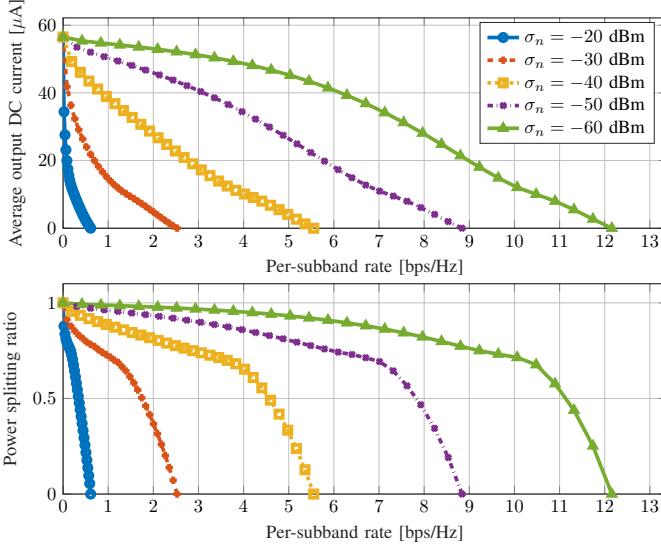 Average output DC current [μA]
60
40
20
0
σn = −20 dBm
σn = −30 dBm
σn = −40 dBm
σn = −50 dBm
σn = −60 dBm
0 1 2 3 4 5 6 7 8 9 10 11 12 13
Per-subband rate [bps/Hz]
Power splitting ratio
1
0.5
0
0 1 2 3 4 5 6 7 8 9 10 11 12 13
Per-subband rate [bps/Hz]